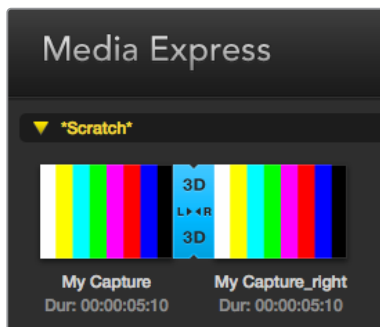 Media Express
*Scratch*
3D
L R
3D
My Capture My Capture_right
Dur: 00:00:05:10 Dur: 00:00:05:10